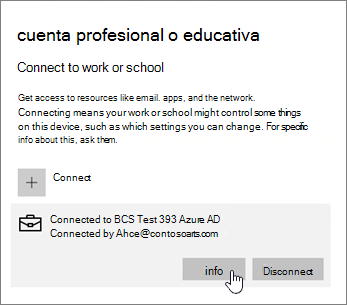 cuenta profesional o educativa
Connect to work or school
Get access to resources like email. apps, and the network.
Connecting means your work or school might control some things
on this device, such as which settings you can change. For specific
info about this, ask them.
Connect
Connected to BCS Test 393 Azure AD
Connected by Ahce@contosoarts.com
info
Disconnect